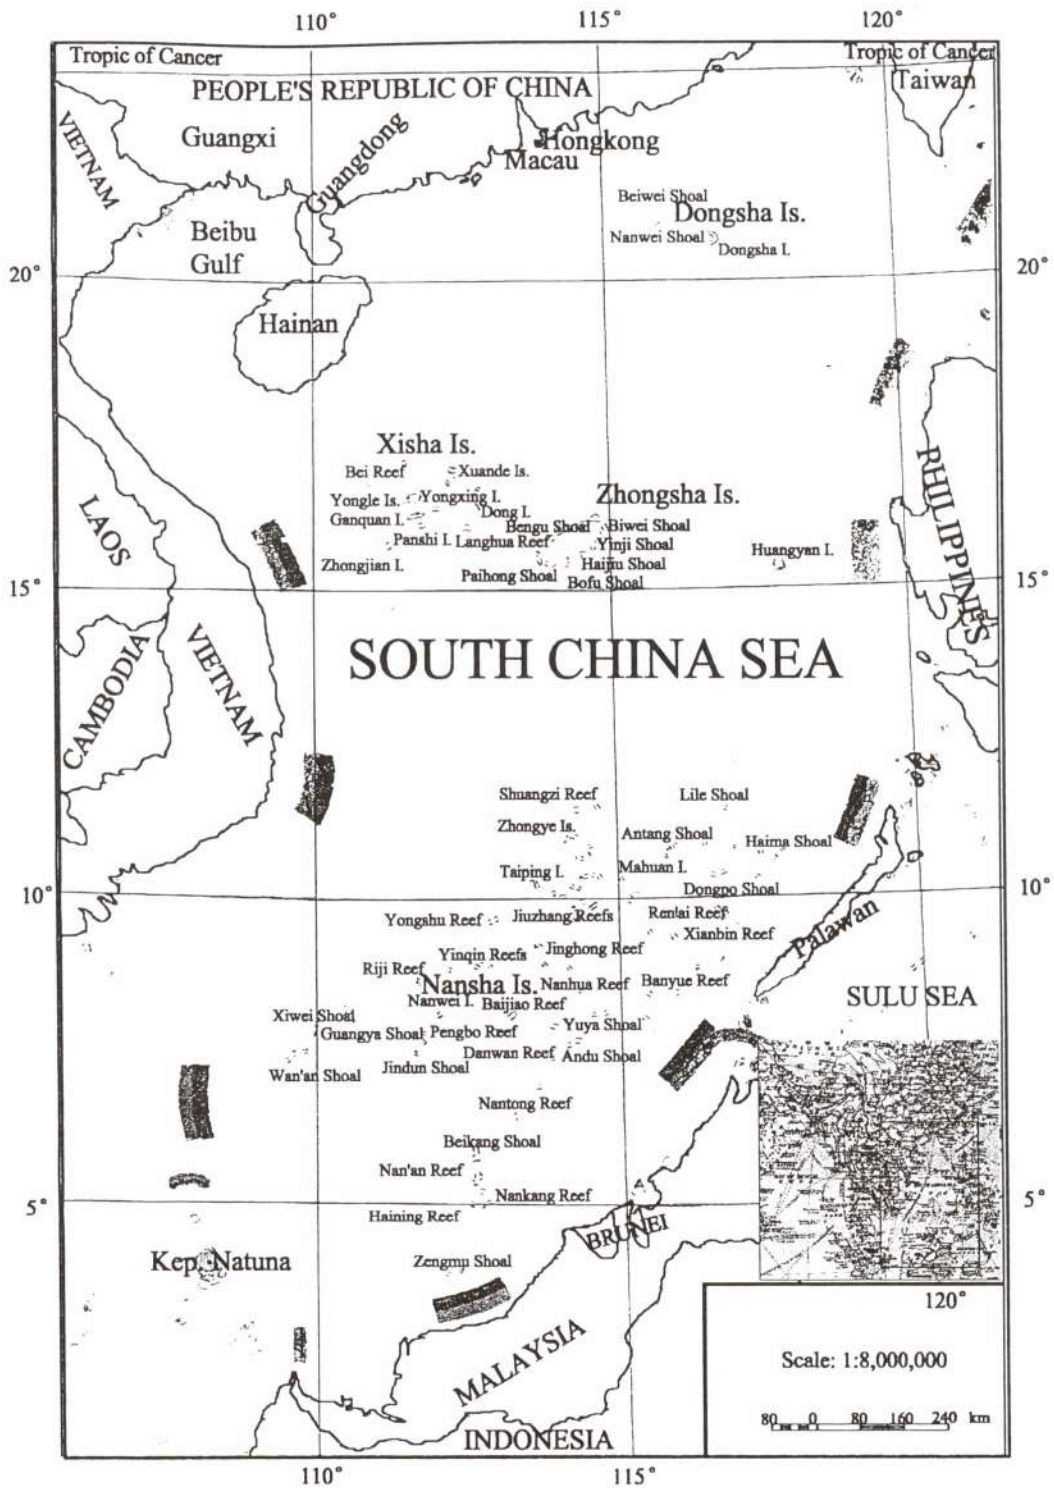 110°
115°
120°
Tropic of Cancer
Tropic of Cancer
Taiwan
PEOPLE'S REPUBLIC OF CHINA
VIETNAM
Guangxi
Guangdong
Hongkong
Macau
Beiwei Shoal
Dongsha Is.
Beibu
Gulf
Nanwei Shoal
Dongsha I.
20°
20°
Hainan
Xisha Is.
Bei Reef
Xuande Is.
Zhongsha Is.
Yongle Is.
Yongxing I.
Dong I.
Ganquan I.
Bengu Shoal
Biwei Shoal
Panshi I.
Langhua Reef
Yinji Shoal
Huangyan I.
Zhongjian I.
Haijiu Shoal
Paihong Shoal
Bofu Shoal
LAOS
PHILIPPINES
15°
15°
SOUTH CHINA SEA
CAMBODIA
VIETNAM
Shuangzi Reef
Lile Shoal
Zhongye Is.
Antang Shoal
Haima Shoal
Taiping I.
Mahuan I.
Dongpo Shoal
10°
10°
Yongshu Reef
Jiuzhang Reefs
Renai Reef
Xianbin Reef
Palawan
Yinqin Reefs
Jinghong Reef
Riji Reef
Nansha Is.
Nanhua Reef
Banyue Reef
Nanwei I.
Baijiao Reef
SULU SEA
Xiwei Shoal
Guangya Shoal
Pengbo Reef
Yuya Shoal
Danwan Reef
Andu Shoal
Wan'an Shoal
Jindun Shoal
Nantong Reef
Beikang Shoal
Nan'an Reef
Nankang Reef
5°
5°
Haining Reef
BRUNEI
Kep. Natuna
Zengmu Shoal
MALAYSIA
120°
Scale: 1:8,000,000
80 0 80 160 240 km
INDONESIA
110°
115°